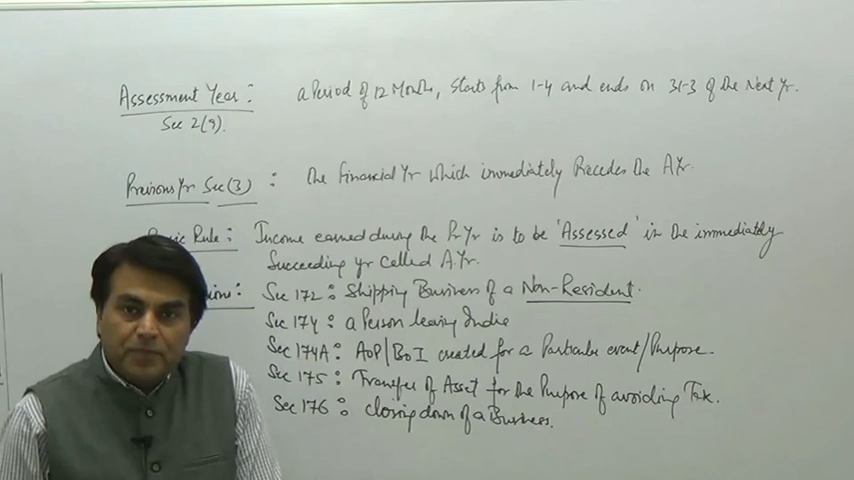 Assessment Year: a Period of 12 Months, Starts from 1-4 and ends on 31-3 of the Next Yr.
Sec 2(9).
Previous Yr Sec (3) : The Financial Yr which immediately Precedes the A.Yr.
Basic Rule: Income earned during the Pr.Yr is to be 'Assessed' in the immediately
Succeeding yr called A.Yr.
Sec 172 : Shipping Business of a Non-Resident.
Sec 174 : a Person leaving India
Sec 174A : AoP/BoI created for a Particular event/Purpose.
Sec 175 : Transfer of Asset for the Purpose of avoiding Tax.
Sec 176 : closing down of a Business.